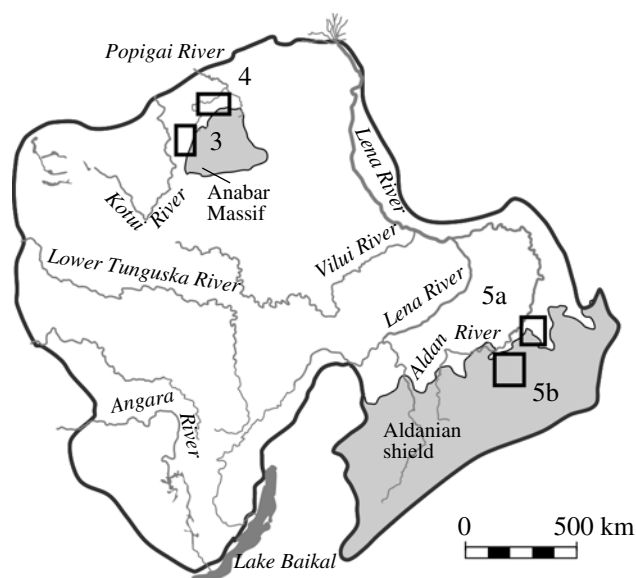 Popigai River
4
3
Anabar
Massif
Kotui River
Lena River
Vilui River
Lower Tunguska River
Lena River
5a
Aldan River
Angara River
5b
Aldanian
shield
0 500 km
Lake Baikal